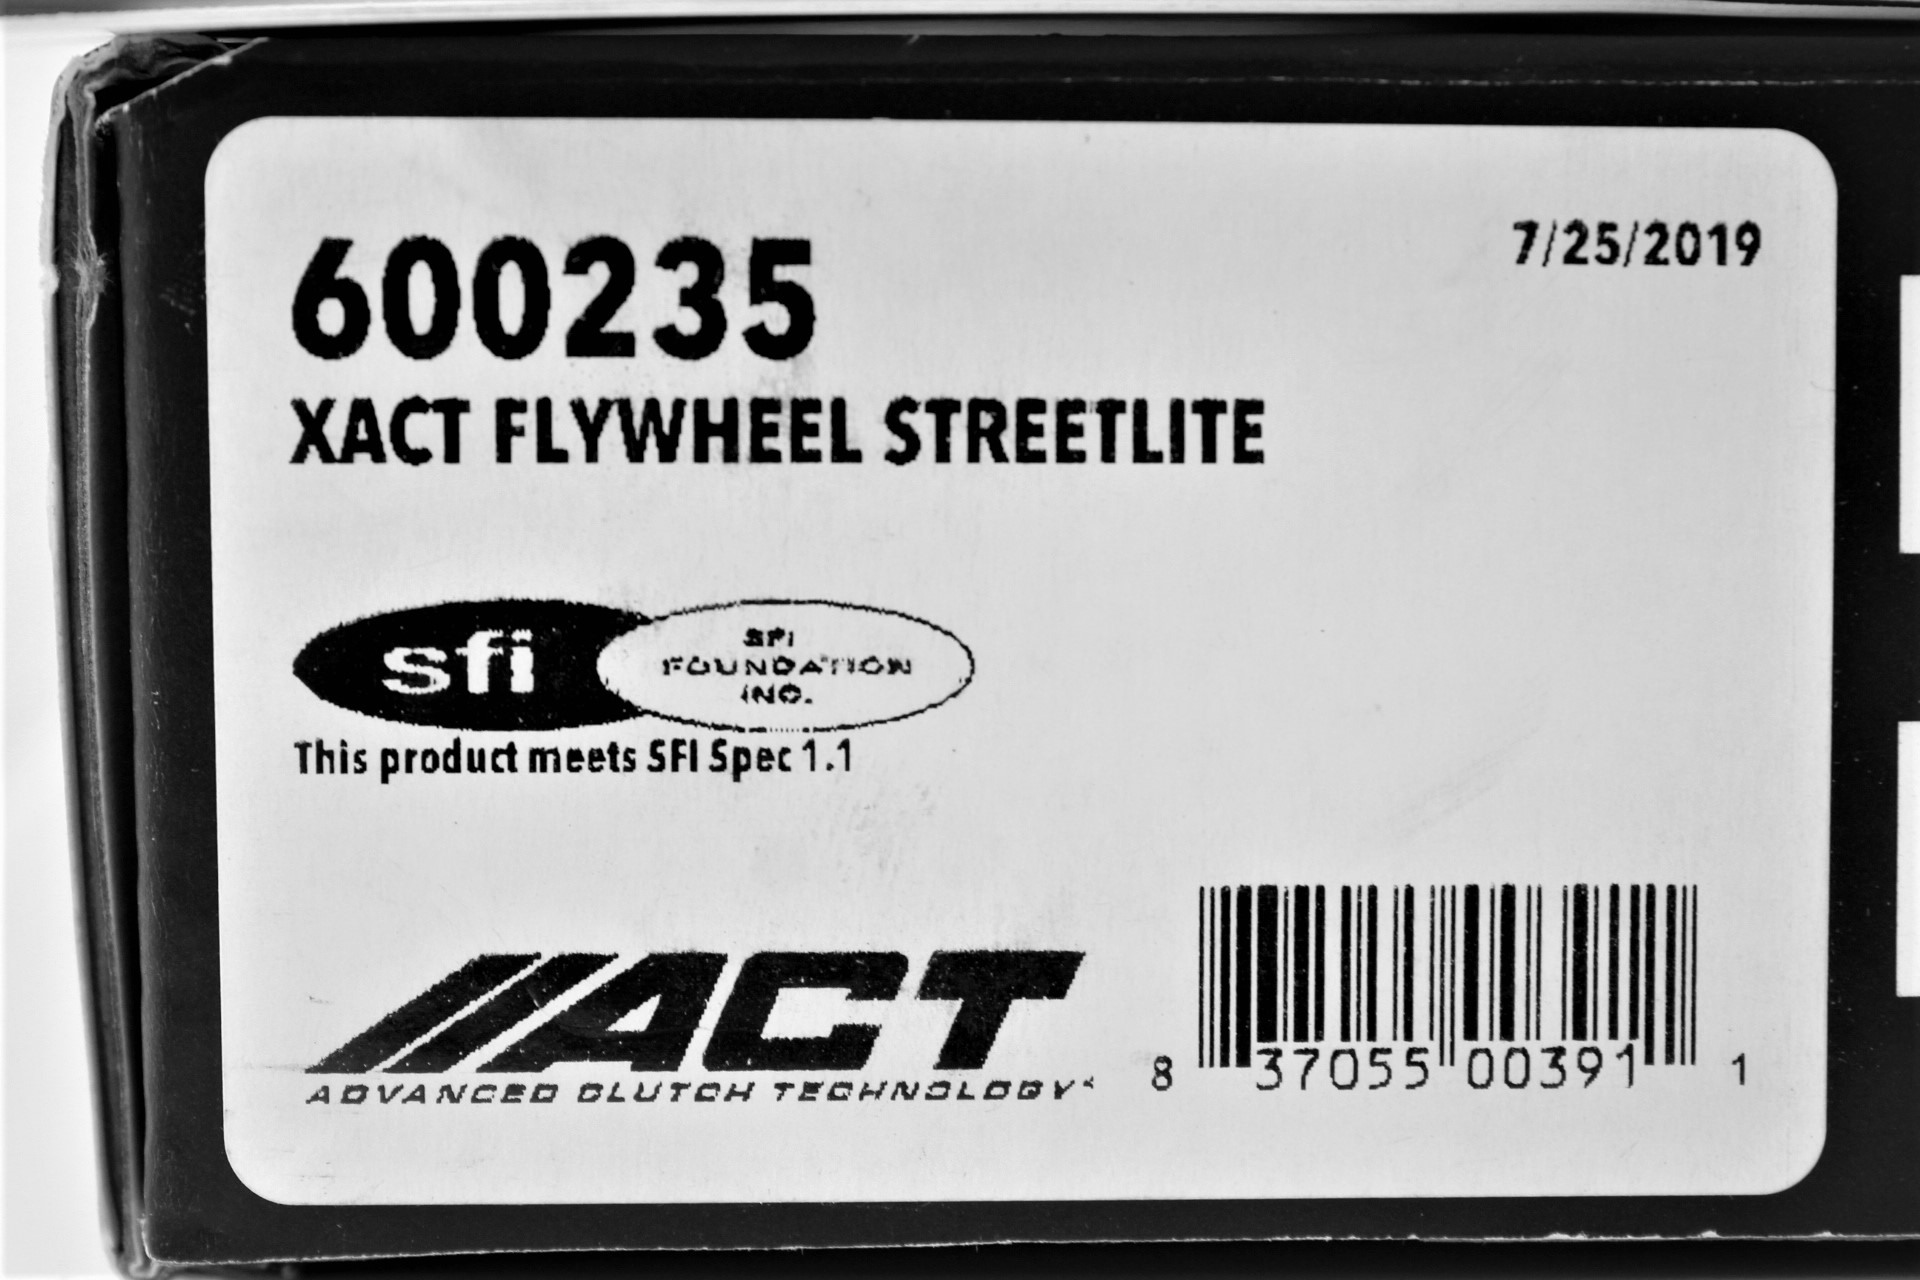 600235
7/25/2019
XACT FLYWHEEL STREETLITE
sfi
SFI
FOUNDATION
INC.
This product meets SFI Spec 1.1
ACT
ADVANCED CLUTCH TECHNOLOGY
8 37055 00391 1